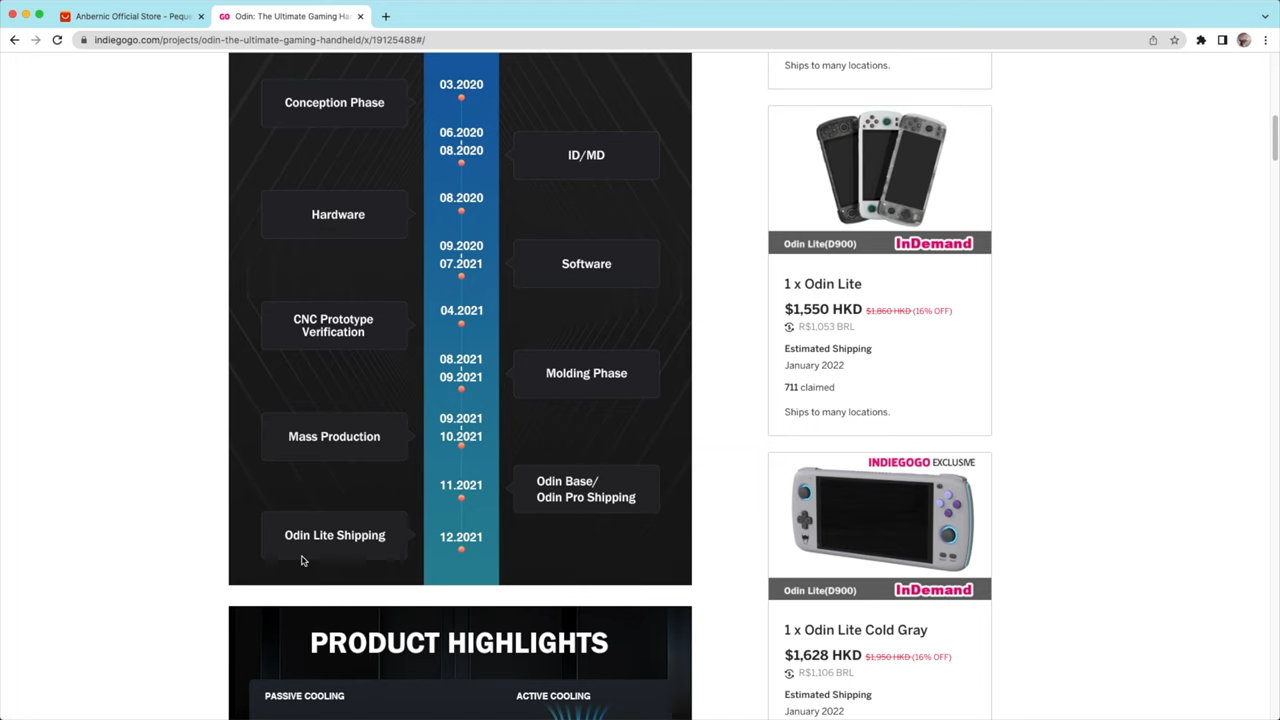 Anbernic Official Store - Peque
GO Odin: The Ultimate Gaming Ha
indiegogo.com/projects/odin-the-ultimate-gaming-handheld/x/19125488#/
Conception Phase
03.2020
06.2020
08.2020
ID/MD
Hardware
08.2020
09.2020
07.2021
Software
CNC Prototype
Verification
04.2021
08.2021
09.2021
Molding Phase
Mass Production
09.2021
10.2021
11.2021
Odin Base/
Odin Pro Shipping
Odin Lite Shipping
12.2021
PRODUCT HIGHLIGHTS
PASSIVE COOLING
ACTIVE COOLING
Ships to many locations.
Odin Lite(D900)
InDemand
1 x Odin Lite
$1,550 HKD $1,860 HKD (16% OFF)
R$1,053 BRL
Estimated Shipping
January 2022
711 claimed
Ships to many locations.
INDIEGOGO EXCLUSIVE
Odin Lite(D900)
InDemand
1 x Odin Lite Cold Gray
$1,628 HKD $1,950 HKD (16% OFF)
R$1,106 BRL
Estimated Shipping
January 2022